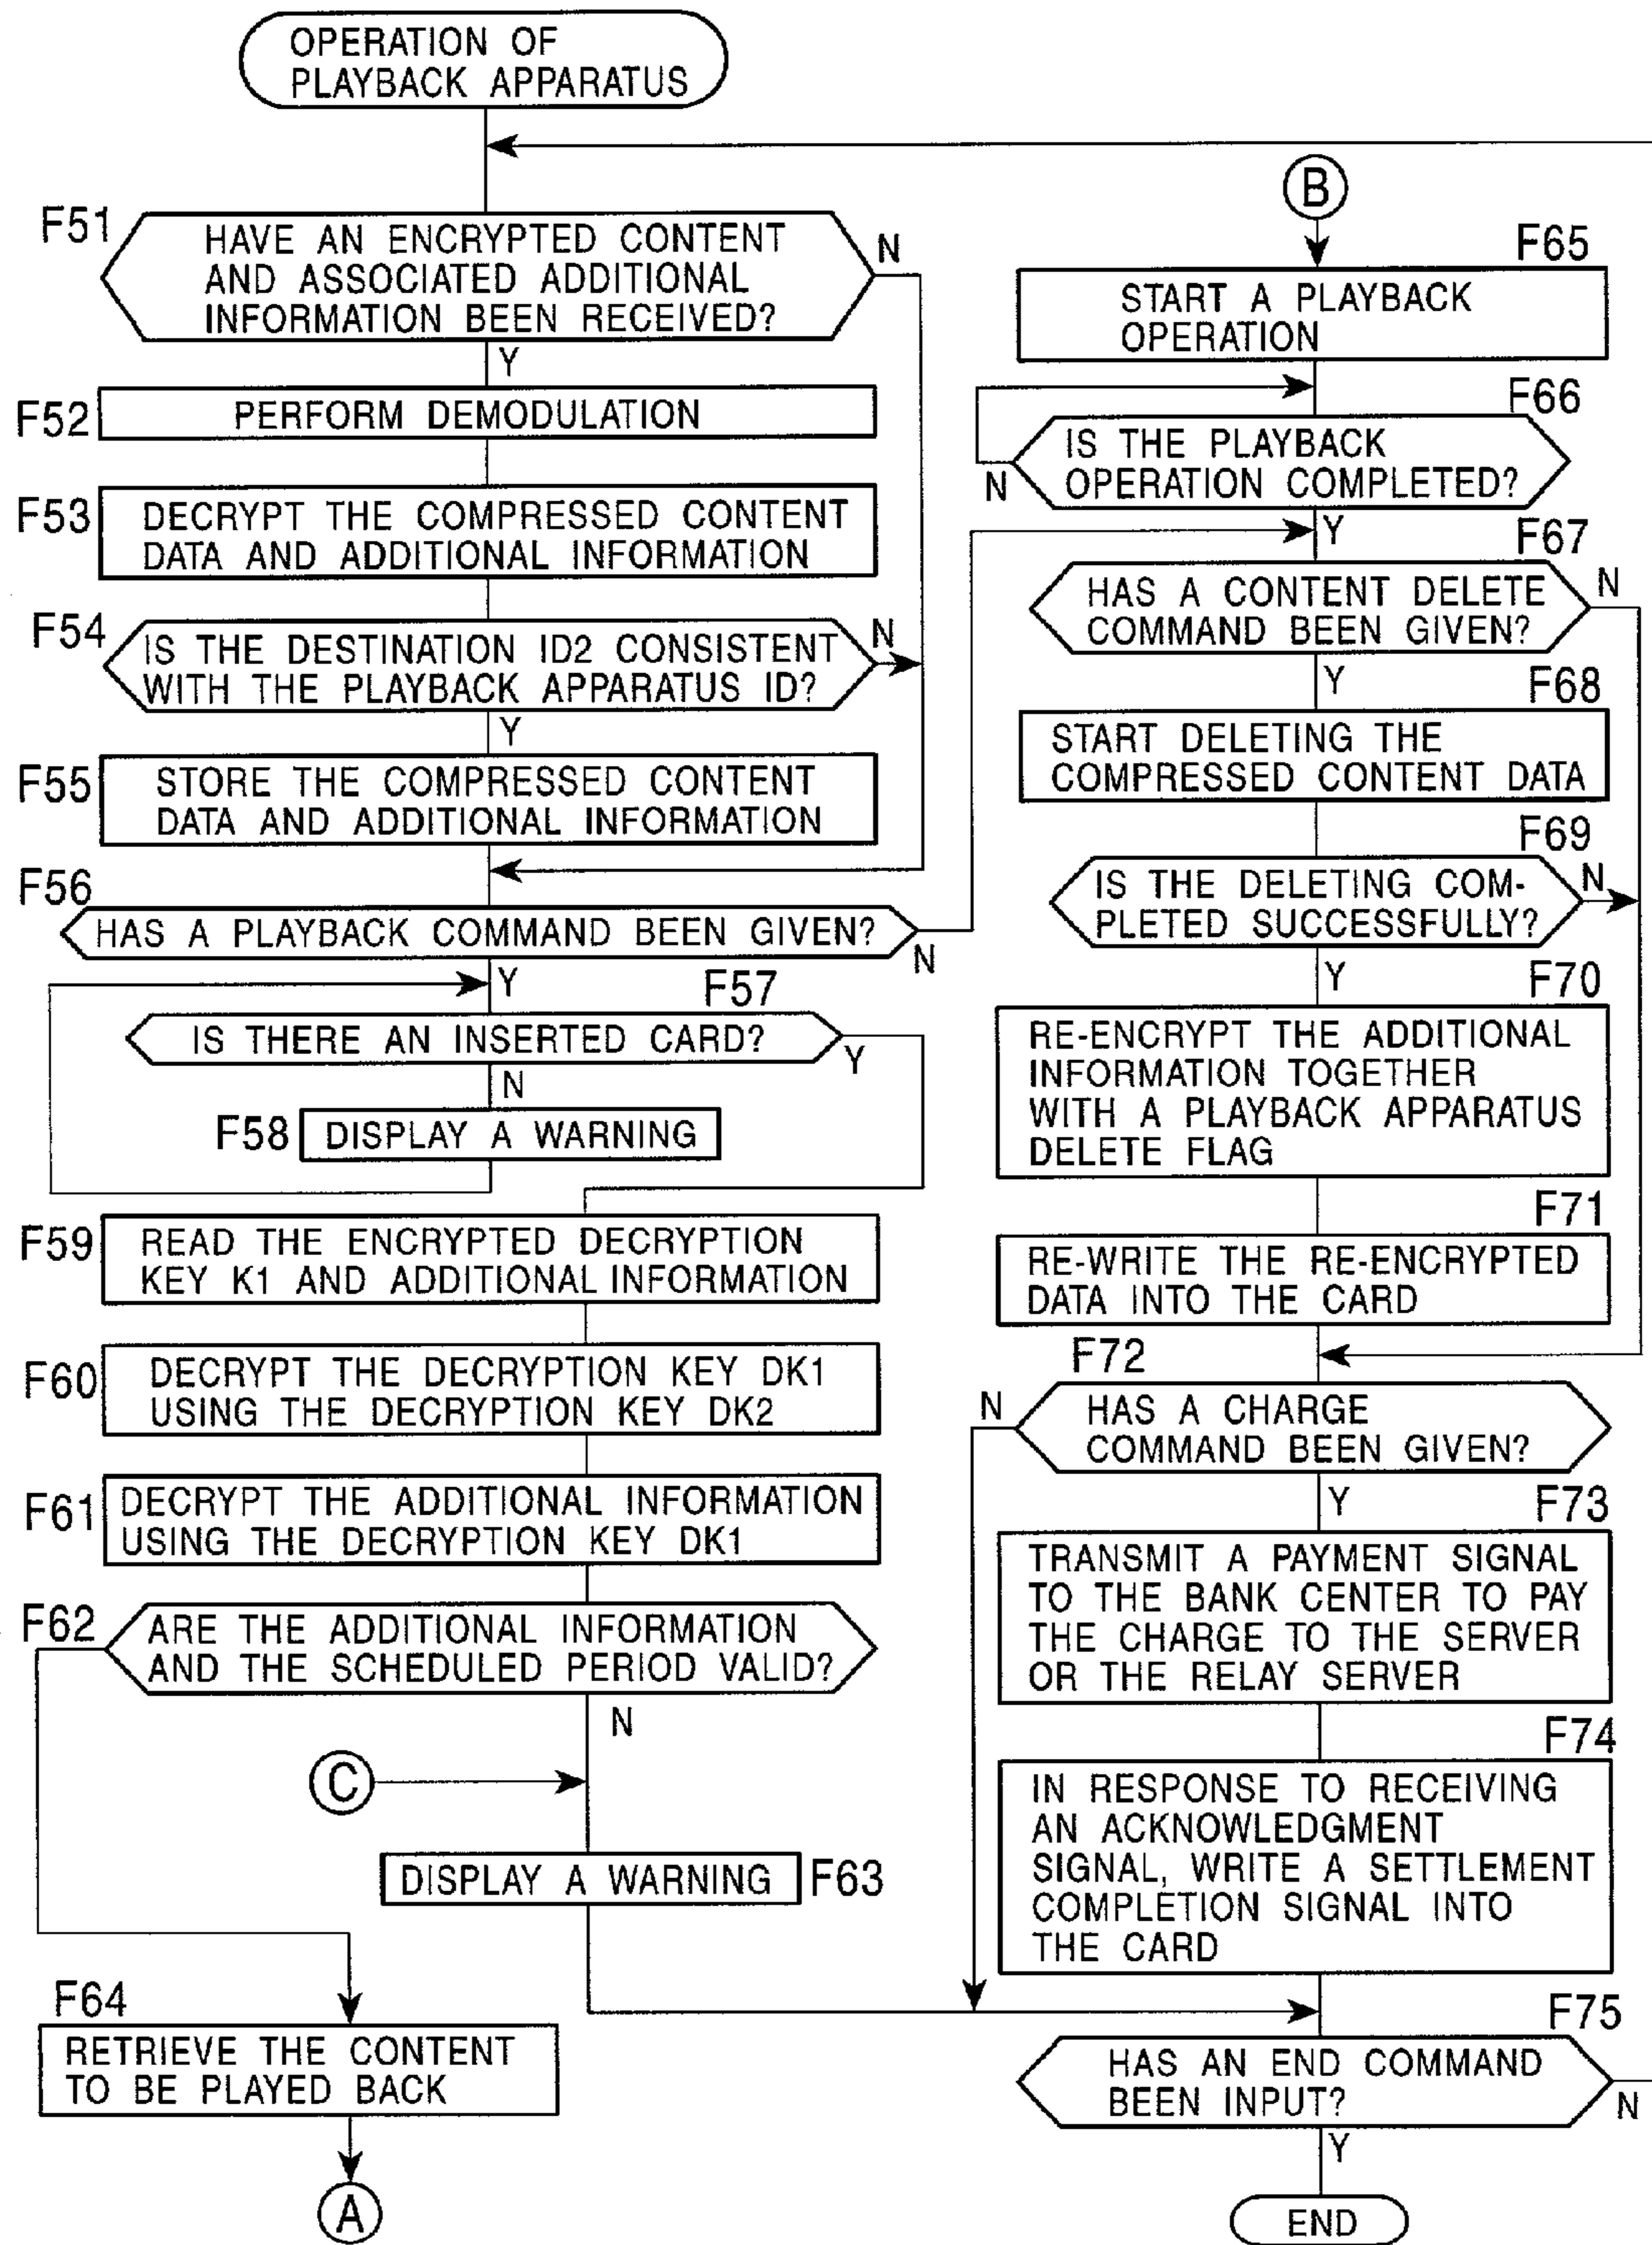 OPERATION OF
PLAYBACK APPARATUS
F51
HAVE AN ENCRYPTED CONTENT
AND ASSOCIATED ADDITIONAL
INFORMATION BEEN RECEIVED?
N
Y
F52
PERFORM DEMODULATION
F53
DECRYPT THE COMPRESSED CONTENT
DATA AND ADDITIONAL INFORMATION
F54
IS THE DESTINATION ID2 CONSISTENT
WITH THE PLAYBACK APPARATUS ID?
N
Y
F55
STORE THE COMPRESSED CONTENT
DATA AND ADDITIONAL INFORMATION
F56
HAS A PLAYBACK COMMAND BEEN GIVEN?
N
Y
F57
IS THERE AN INSERTED CARD?
Y
N
F58
DISPLAY A WARNING
F59
READ THE ENCRYPTED DECRYPTION
KEY K1 AND ADDITIONAL INFORMATION
F60
DECRYPT THE DECRYPTION KEY DK1
USING THE DECRYPTION KEY DK2
F61
DECRYPT THE ADDITIONAL INFORMATION
USING THE DECRYPTION KEY DK1
F62
ARE THE ADDITIONAL INFORMATION
AND THE SCHEDULED PERIOD VALID?
N
C
DISPLAY A WARNING
F63
F64
RETRIEVE THE CONTENT
TO BE PLAYED BACK
A
B
F65
START A PLAYBACK
OPERATION
F66
IS THE PLAYBACK
OPERATION COMPLETED?
N
Y
F67
HAS A CONTENT DELETE
COMMAND BEEN GIVEN?
N
Y
F68
START DELETING THE
COMPRESSED CONTENT DATA
F69
IS THE DELETING COM-
PLETED SUCCESSFULLY?
N
Y
F70
RE-ENCRYPT THE ADDITIONAL
INFORMATION TOGETHER
WITH A PLAYBACK APPARATUS
DELETE FLAG
F71
RE-WRITE THE RE-ENCRYPTED
DATA INTO THE CARD
F72
HAS A CHARGE
COMMAND BEEN GIVEN?
N
Y
F73
TRANSMIT A PAYMENT SIGNAL
TO THE BANK CENTER TO PAY
THE CHARGE TO THE SERVER
OR THE RELAY SERVER
F74
IN RESPONSE TO RECEIVING
AN ACKNOWLEDGMENT
SIGNAL, WRITE A SETTLEMENT
COMPLETION SIGNAL INTO
THE CARD
F75
HAS AN END COMMAND
BEEN INPUT?
N
Y
END